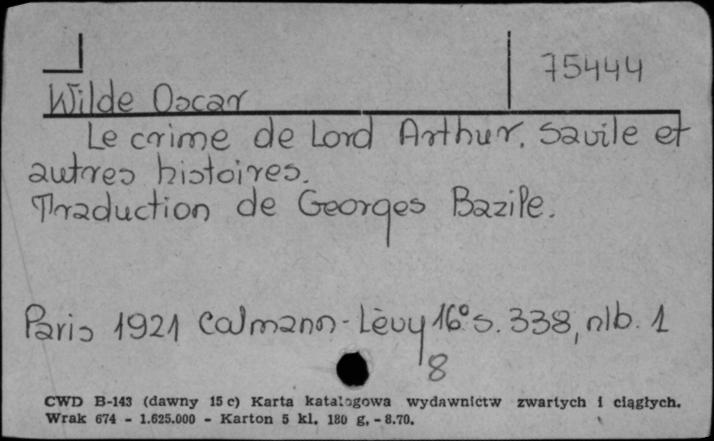 75444
Wilde Oscar
Le crime de Lord Arthur. Savile et
autres histoires.
Traduction de Georges Bazile.
Paris 1921 Calmann-Lèvy 16° s. 338, nlb. 1
8
CWD B-143 (dawny 15 c) Karta katalogowa wydawnictw zwartych i ciągłych.
Wrak 674 - 1.625.000 - Karton 5 kl. 180 g. - 8.70.